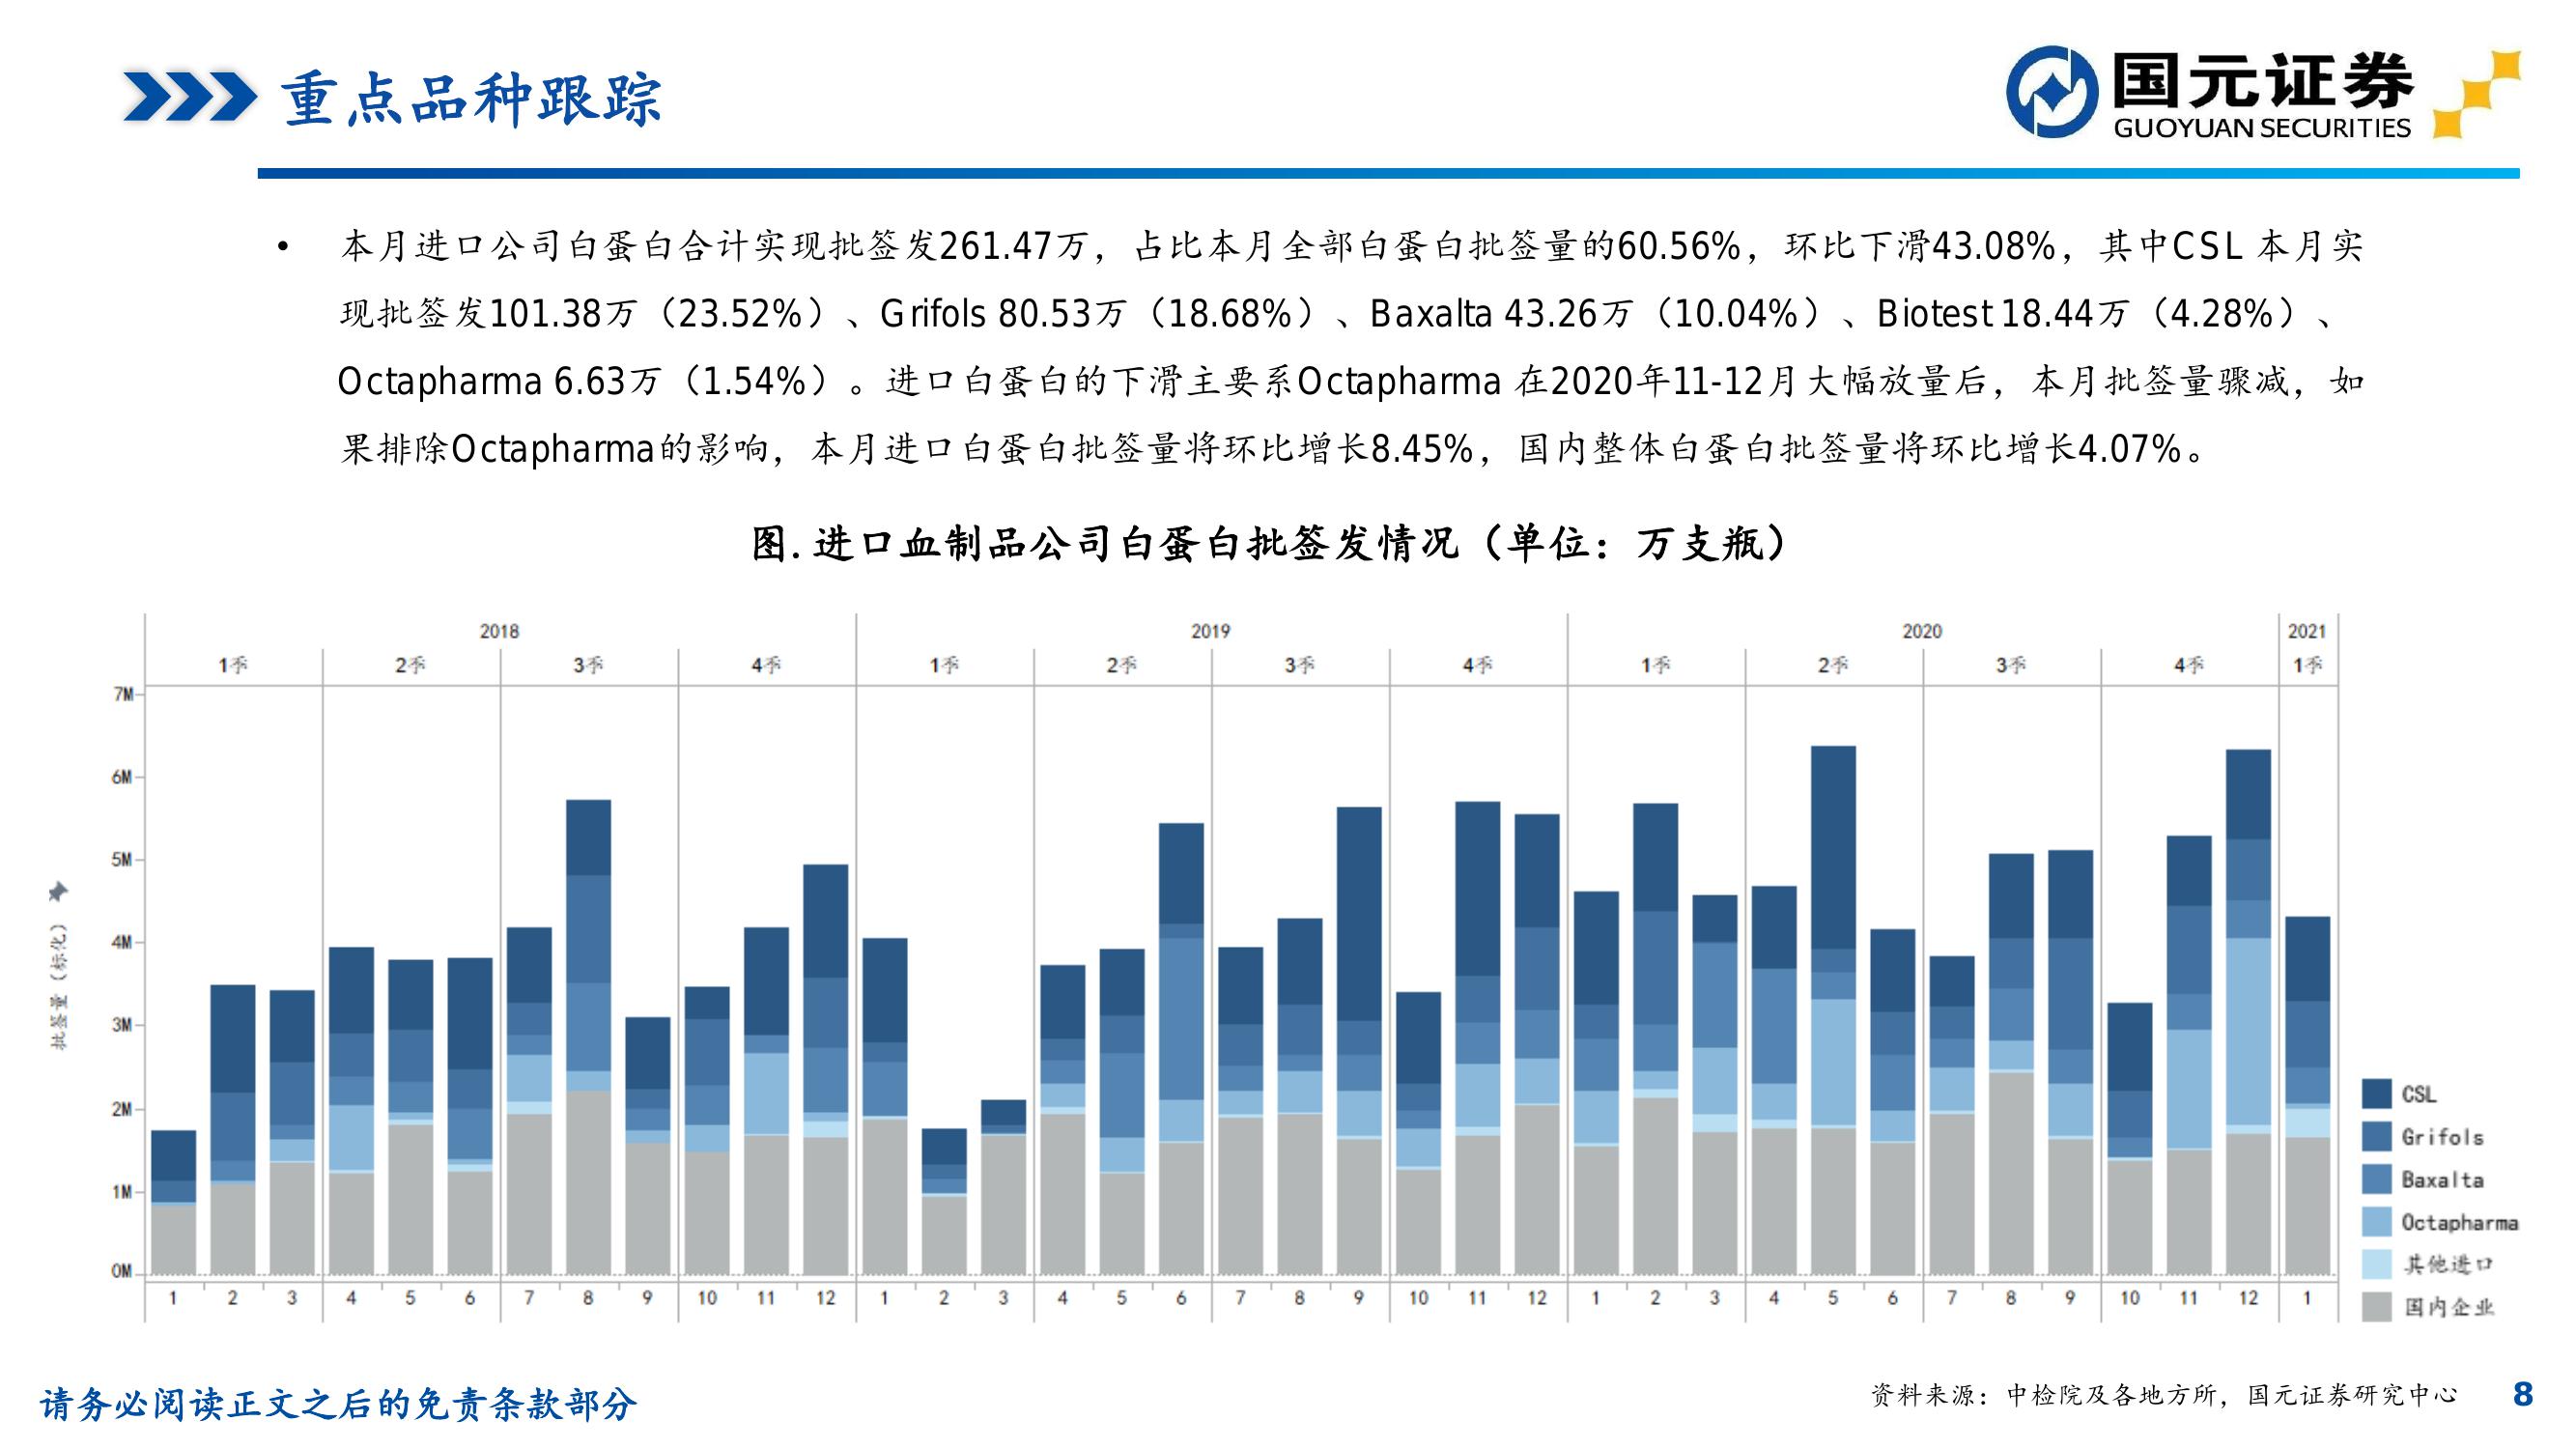 重点品种跟踪
国元证券
GUOYUAN SECURITIES
• 本月进口公司白蛋白合计实现批签发261.47万，占比本月全部白蛋白批签量的60.56%，环比下滑43.08%，其中CSL 本月实
现批签发101.38万（23.52%）、Grifols 80.53万（18.68%）、Baxalta 43.26万（10.04%）、Biotest 18.44万（4.28%）、
Octapharma 6.63万（1.54%）。进口白蛋白的下滑主要系Octapharma 在2020年11-12月大幅放量后，本月批签量骤减，如
果排除Octapharma的影响，本月进口白蛋白批签量将环比增长8.45%，国内整体白蛋白批签量将环比增长4.07%。
图. 进口血制品公司白蛋白批签发情况（单位：万支瓶）
2018 2019 2020 2021
1季 2季 3季 4季 1季 2季 3季 4季 1季 2季 3季 4季 1季
7M
6M
5M
4M
3M
2M
1M
0M
批签量（标化）
1 2 3 4 5 6 7 8 9 10 11 12 1 2 3 4 5 6 7 8 9 10 11 12 1 2 3 4 5 6 7 8 9 10 11 12 1
CSL
Grifols
Baxalta
Octapharma
其他进口
国内企业
请务必阅读正文之后的免责条款部分
资料来源：中检院及各地方所，国元证券研究中心
8